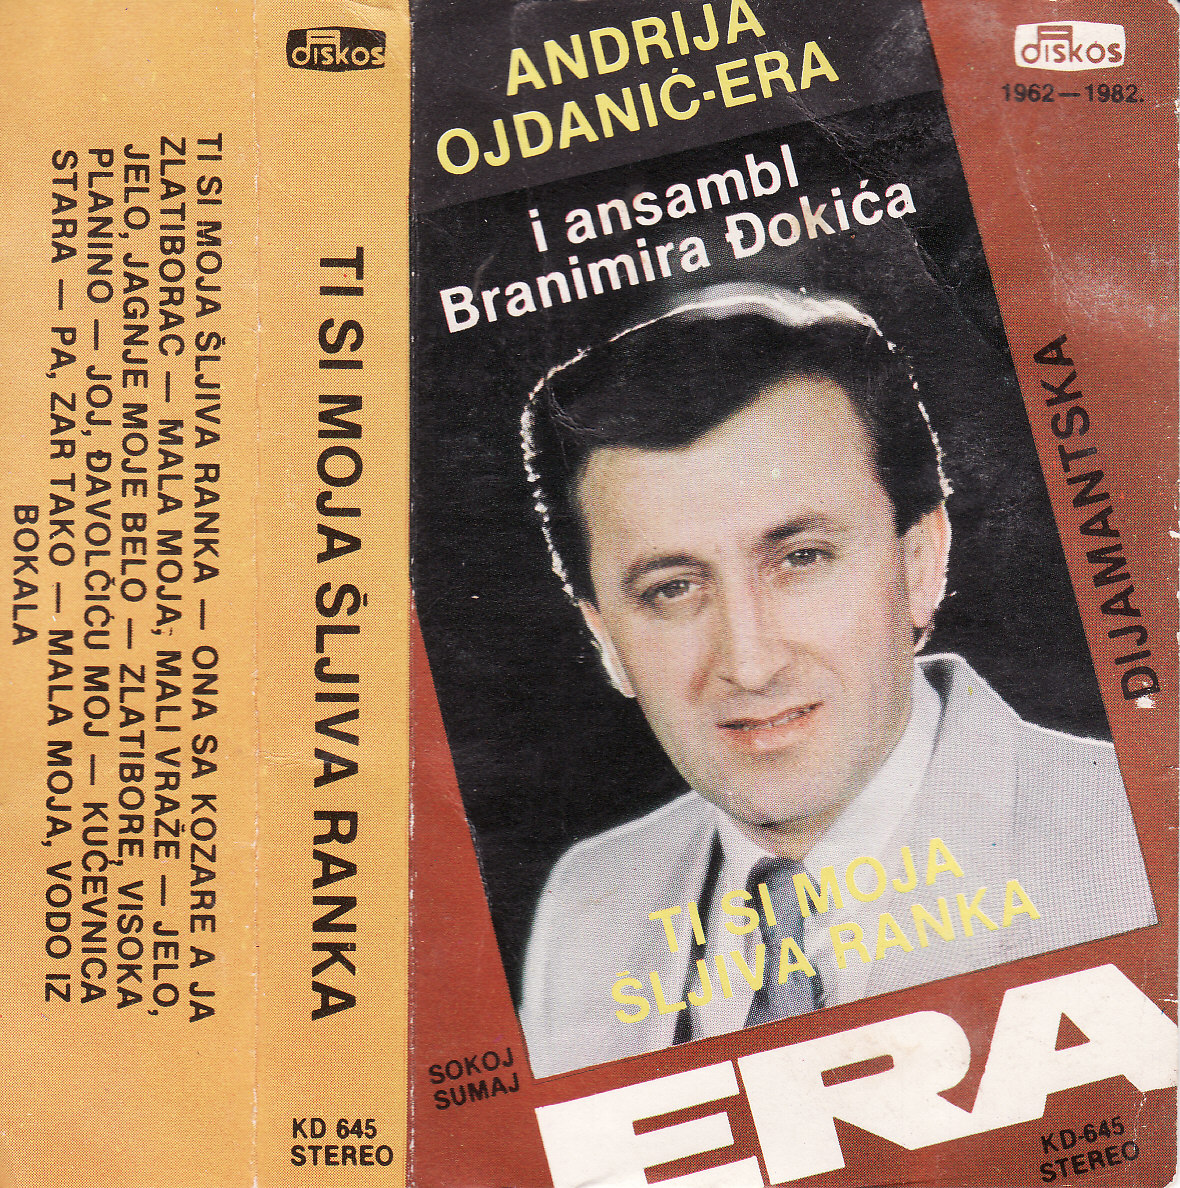 diskos
TI SI MOJA ŠLJIVA RANKA — ONA SA KOZARE A JA
ZLATIBORAC — MALA MOJA, MALI VRAŽE — JELO,
JELO, JAGNJE MOJE BELO — ZLATIBORE, VISOKA
PLANINO — JOJ, ĐAVOLČIĆU MOJ — KUĆEVNICA
STARA — PA, ZAR TAKO — MALA MOJA, VODO IZ
BOKALA
TI SI MOJA ŠLJIVA RANKA
KD 645
STEREO
ANDRIJA
OJDANIĆ-ERA
i ansambl
Branimira Đokića
diskos
1962—1982.
DIJAMANTSKA
TI SI MOJA
ŠLJIVA RANKA
SOKOJ
SUMAJ
ERA
KD-645
STEREO